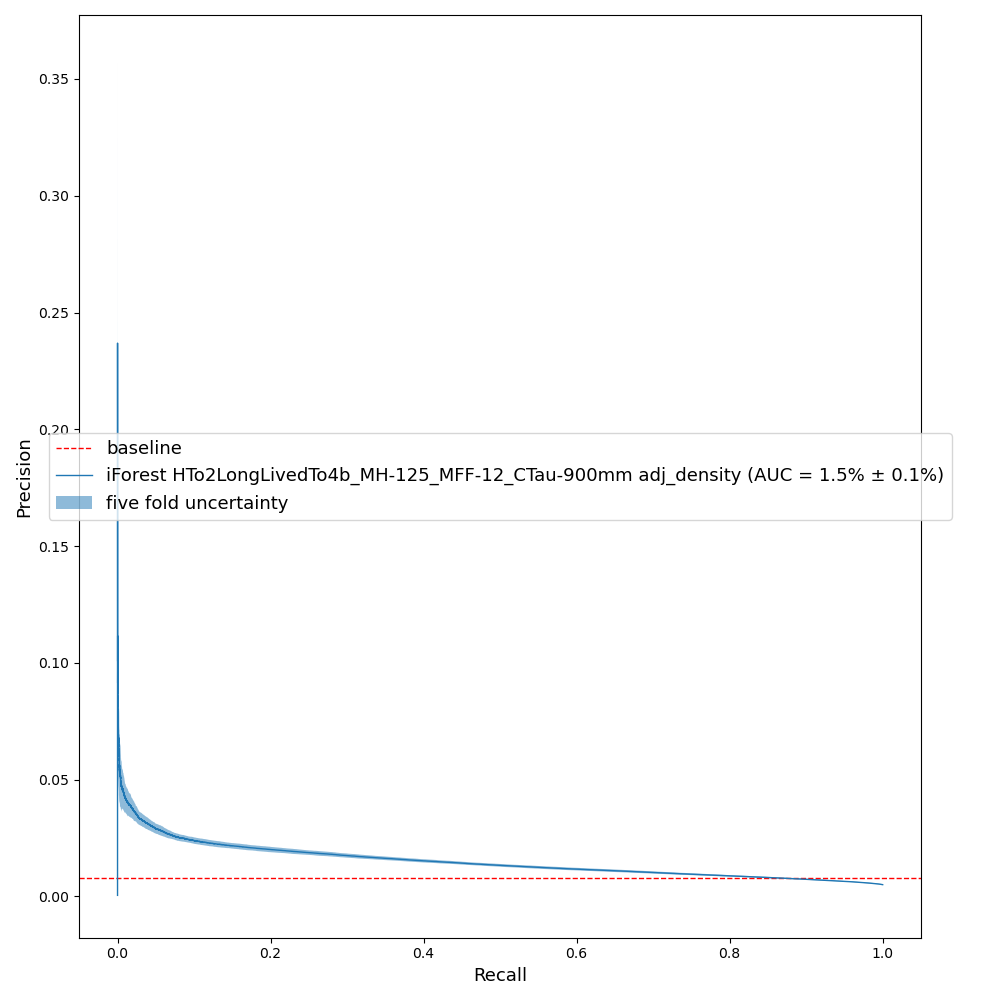 0.35
0.30
0.25
0.20
0.15
0.10
0.05
0.00
Precision
baseline
iForest HTo2LongLivedTo4b_MH-125_MFF-12_CTau-900mm adj_density (AUC = 1.5% ± 0.1%)
five fold uncertainty
0.0 0.2 0.4 0.6 0.8 1.0
Recall